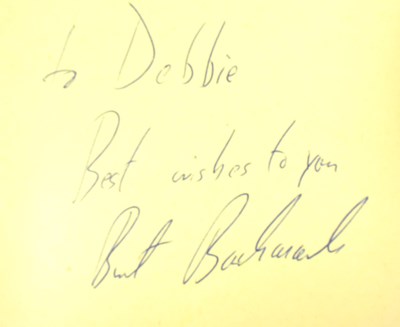 to Debbie
Best wishes to you
Burt Bacharach